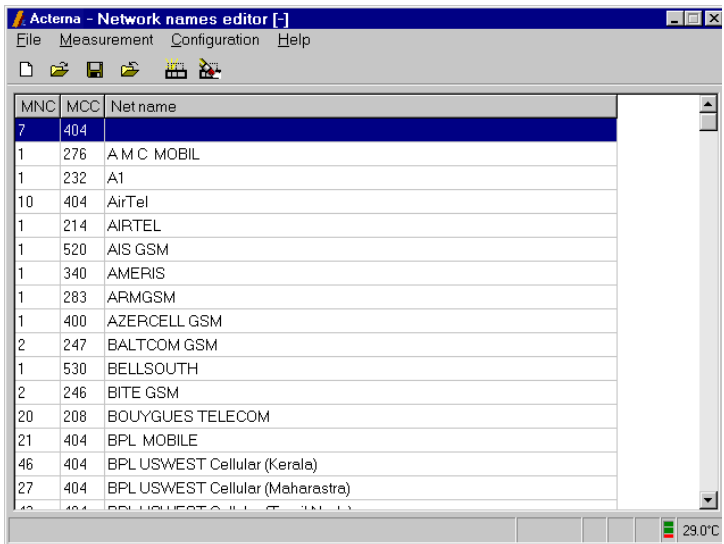 Acterna - Network names editor [-]
File Measurement Configuration Help
MNC MCC Net name
7 404
1 276 A M C MOBIL
1 232 A1
10 404 AirTel
1 214 AIRTEL
1 520 AIS GSM
1 340 AMERIS
1 283 ARMGSM
1 400 AZERCELL GSM
2 247 BALTCOM GSM
1 530 BELLSOUTH
2 246 BITE GSM
20 208 BOUYGUES TELECOM
21 404 BPL MOBILE
46 404 BPL USWEST Cellular (Kerala)
27 404 BPL USWEST Cellular (Maharastra)
29.0°C